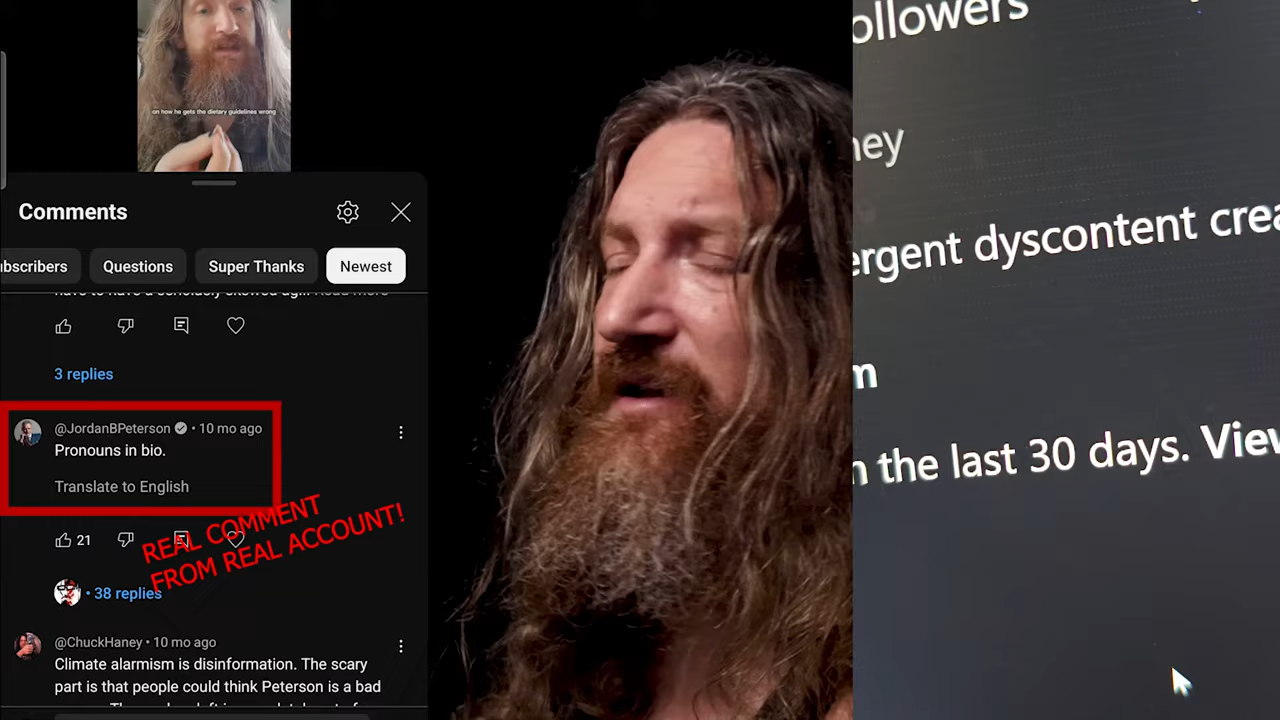 on how he gets the dietary guidelines wrong
Comments
Questions
Super Thanks
Newest
Read more
3 replies
@JordanBPeterson • 10 mo ago
Pronouns in bio.
Translate to English
21
REAL COMMENT
FROM REAL ACCOUNT!
• 38 replies
@ChuckHaney • 10 mo ago
Climate alarmism is disinformation. The scary
part is that people could think Peterson is a bad
ollowers
ney
ergent dyscontent crea
m
n the last 30 days. View